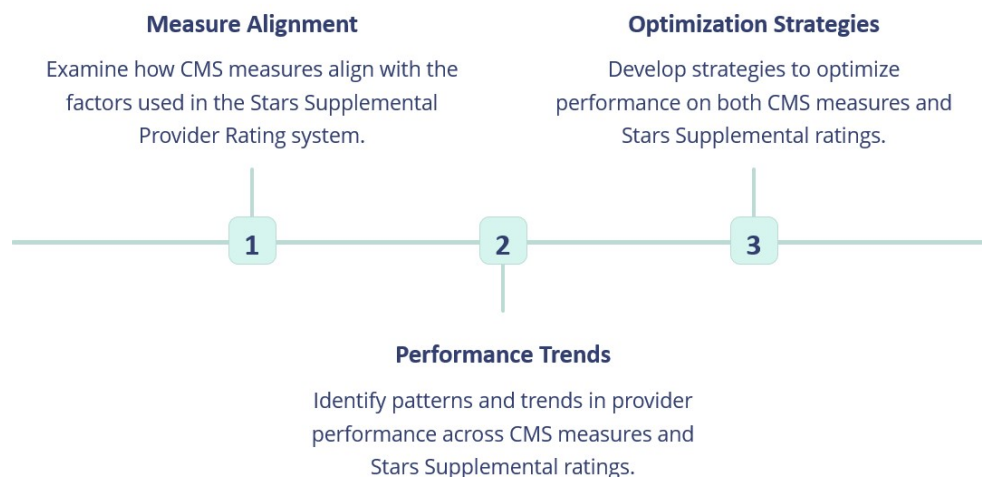 Measure Alignment
Examine how CMS measures align with the
factors used in the Stars Supplemental
Provider Rating system.
Optimization Strategies
Develop strategies to optimize
performance on both CMS measures and
Stars Supplemental ratings.
1
2
3
Performance Trends
Identify patterns and trends in provider
performance across CMS measures and
Stars Supplemental ratings.